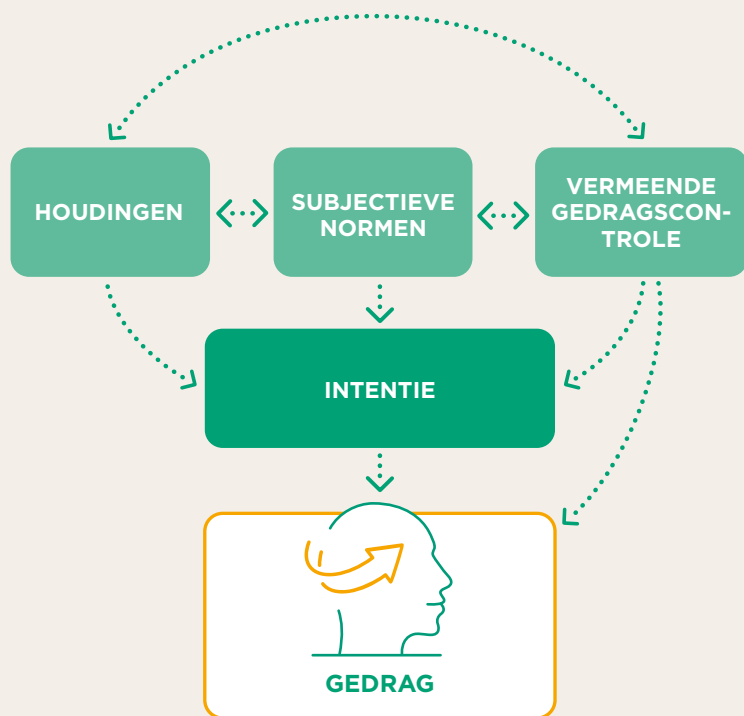 HOUDINGEN
SUBJECTIEVE
NORMEN
VERMEENDE
GEDRAGSCON-
TROLE
INTENTIE
GEDRAG